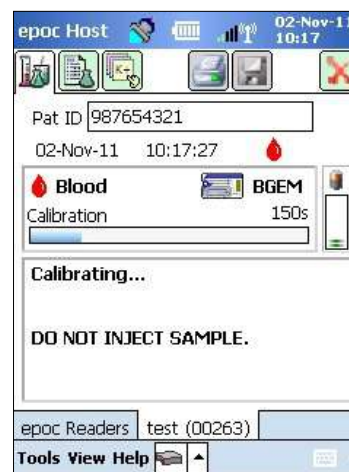 epoc Host 02-Nov-11
10:17
K+
Pat ID 987654321
02-Nov-11 10:17:27
Blood BGEM
Calibration 150s
Calibrating...
DO NOT INJECT SAMPLE.
epoc Readers test (00263)
Tools View Help